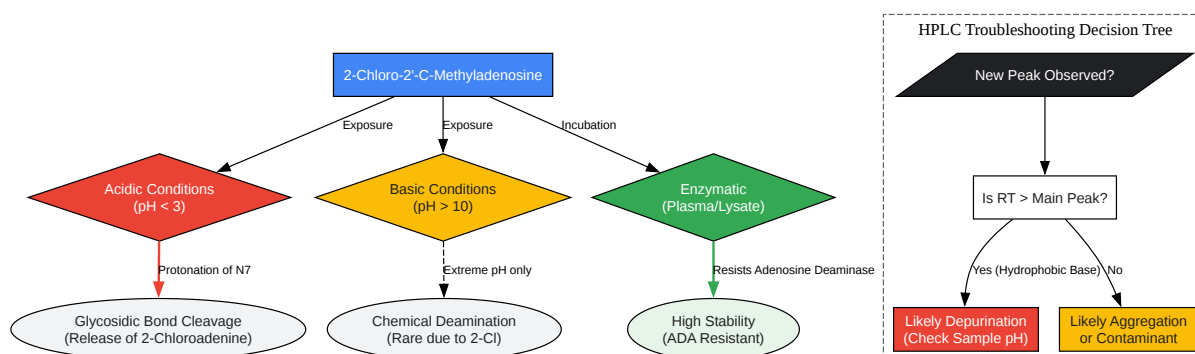 2-Chloro-2'-C-Methyladenosine
Exposure
Exposure
Incubation
Acidic Conditions
(pH < 3)
Basic Conditions
(pH > 10)
Enzymatic
(Plasma/Lysate)
Protonation of N7
Extreme pH only
Resists Adenosine Deaminase
Glycosidic Bond Cleavage
(Release of 2-Chloroadenine)
Chemical Deamination
(Rare due to 2-Cl)
High Stability
(ADA Resistant)
HPLC Troubleshooting Decision Tree
New Peak Observed?
Is RT > Main Peak?
Yes (Hydrophobic Base)
No
Likely Depurination
(Check Sample pH)
Likely Aggregation
or Contaminant